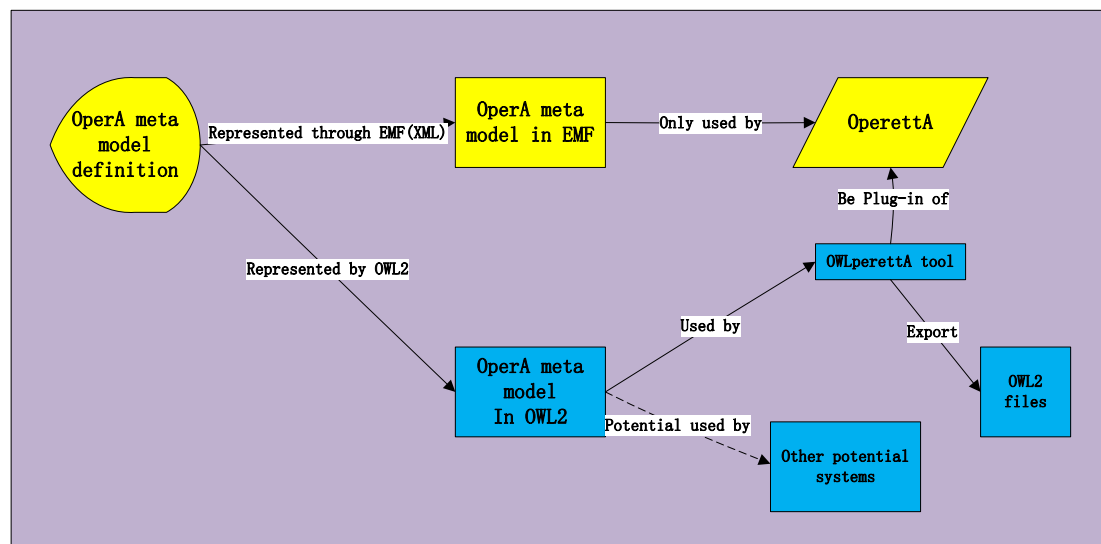 OperA meta
model
definition
Represented through EMF(XML)
OperA meta
model in EMF
Only used by
OperettA
Be Plug-in of
OWLperettA tool
Represented by OWL2
Used by
Export
OperA meta
model
In OWL2
OWL2
files
Potential used by
Other potential
systems